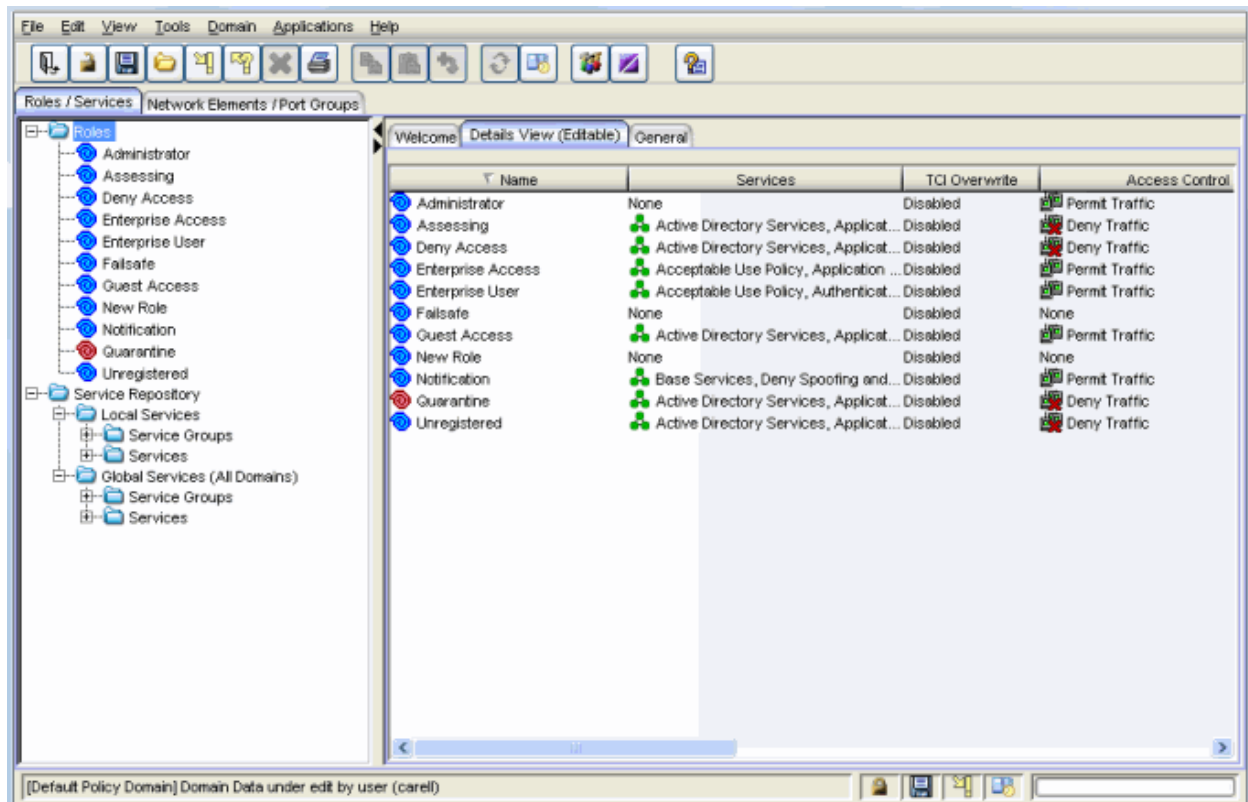 File Edit View Tools Domain Applications Help
Roles / Services Network Elements / Port Groups
Roles
Administrator
Assessing
Deny Access
Enterprise Access
Enterprise User
Failsafe
Guest Access
New Role
Notification
Quarantine
Unregistered
Service Repository
Local Services
Service Groups
Services
Global Services (All Domains)
Service Groups
Services
Welcome Details View (Editable) General
Name Services TCI Overwrite Access Control
Administrator None Disabled Permit Traffic
Assessing Active Directory Services, Applicat... Disabled Deny Traffic
Deny Access Active Directory Services, Applicat... Disabled Deny Traffic
Enterprise Access Acceptable Use Policy, Application ... Disabled Permit Traffic
Enterprise User Acceptable Use Policy, Authenticat... Disabled Permit Traffic
Failsafe None Disabled None
Guest Access Active Directory Services, Applicat... Disabled Permit Traffic
New Role None Disabled None
Notification Base Services, Deny Spoofing and... Disabled Permit Traffic
Quarantine Active Directory Services, Applicat... Disabled Deny Traffic
Unregistered Active Directory Services, Applicat... Disabled Deny Traffic
[Default Policy Domain] Domain Data under edit by user (carell)